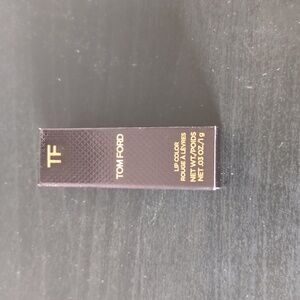 TF
TOM FORD
LIP COLOR
ROUGE À LÈVRES
NET WT./POIDS
NET .03 OZ/1 g